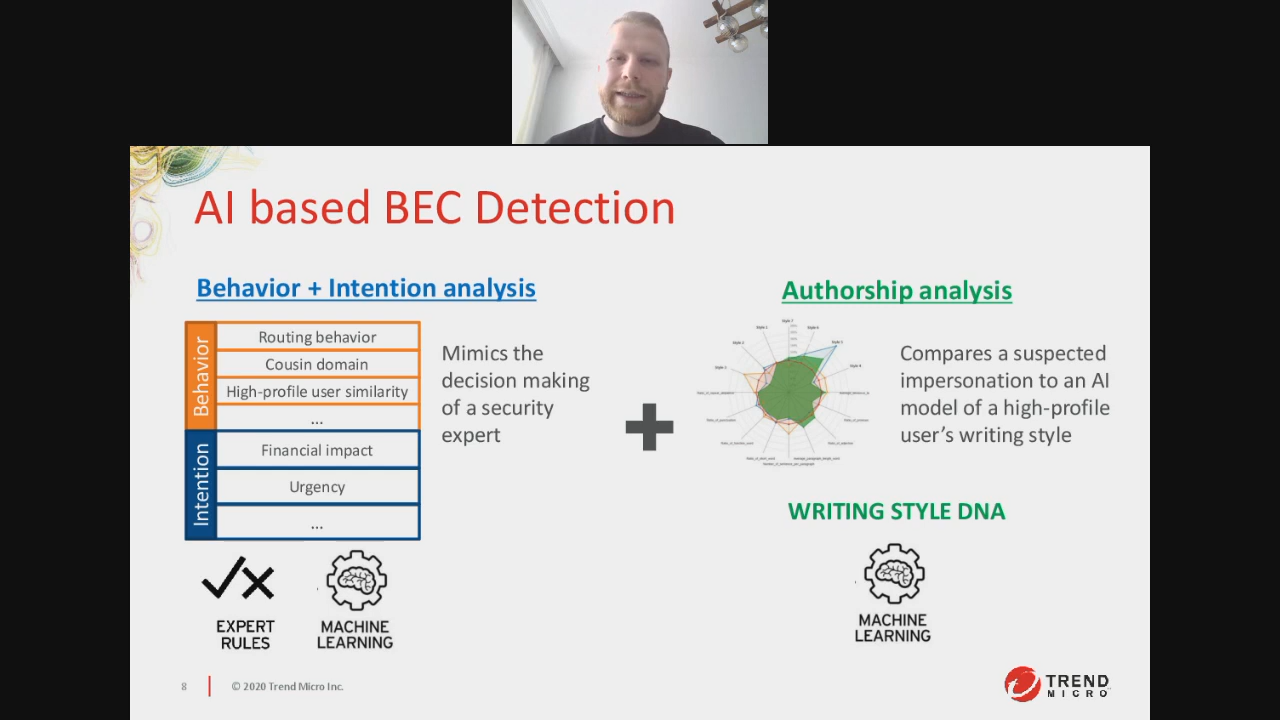 AI based BEC Detection
Behavior + Intention analysis
Behavior
Routing behavior
Cousin domain
High-profile user similarity
...
Intention
Financial impact
Urgency
...
Mimics the
decision making
of a security
expert
EXPERT
RULES
MACHINE
LEARNING
Authorship analysis
Compares a suspected
impersonation to an AI
model of a high-profile
user's writing style
WRITING STYLE DNA
MACHINE
LEARNING
8
© 2020 Trend Micro Inc.
TREND
MICRO